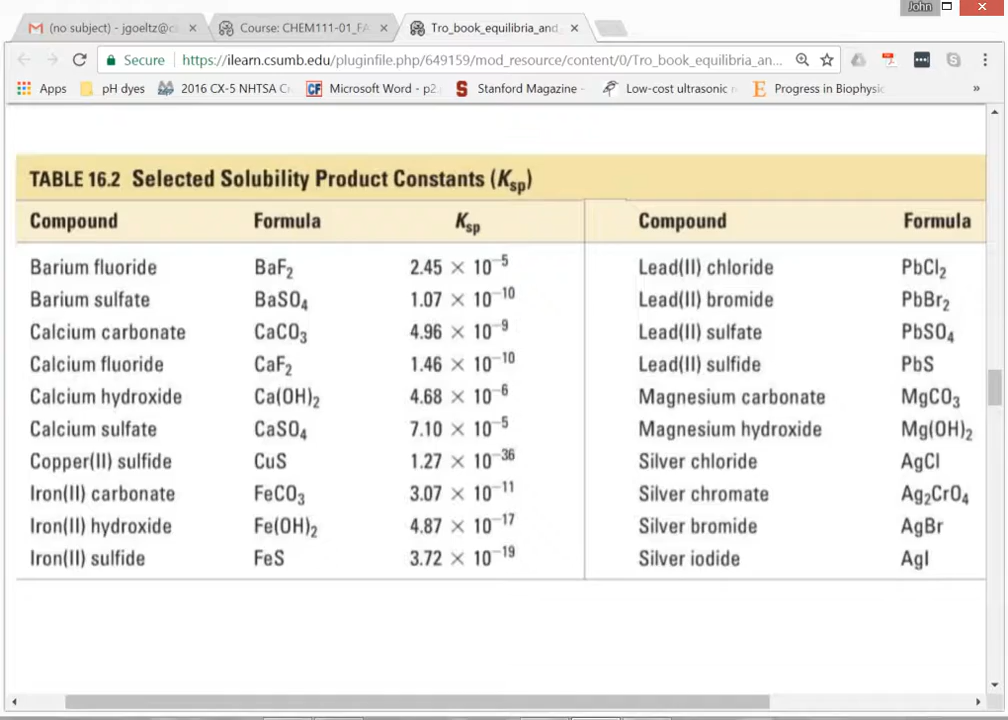 John
(no subject) - jgoeltz@c
Course: CHEM111-01_FA
Tro_book_equilibria_and_
Secure
https://ilearn.csumb.edu/pluginfile.php/649159/mod_resource/content/0/Tro_book_equilibria_an...
Apps
pH dyes
2016 CX-5 NHTSA Cr
CF Microsoft Word - p2
S Stanford Magazine -
Low-cost ultrasonic
E Progress in Biophysic
»
TABLE 16.2 Selected Solubility Product Constants (Ksp)
Compound Formula Ksp Compound Formula
Barium fluoride BaF₂ 2.45 × 10⁻⁵ Lead(II) chloride PbCl₂
Barium sulfate BaSO₄ 1.07 × 10⁻¹⁰ Lead(II) bromide PbBr₂
Calcium carbonate CaCO₃ 4.96 × 10⁻⁹ Lead(II) sulfate PbSO₄
Calcium fluoride CaF₂ 1.46 × 10⁻¹⁰ Lead(II) sulfide PbS
Calcium hydroxide Ca(OH)₂ 4.68 × 10⁻⁶ Magnesium carbonate MgCO₃
Calcium sulfate CaSO₄ 7.10 × 10⁻⁵ Magnesium hydroxide Mg(OH)₂
Copper(II) sulfide CuS 1.27 × 10⁻³⁶ Silver chloride AgCl
Iron(II) carbonate FeCO₃ 3.07 × 10⁻¹¹ Silver chromate Ag₂CrO₄
Iron(II) hydroxide Fe(OH)₂ 4.87 × 10⁻¹⁷ Silver bromide AgBr
Iron(II) sulfide FeS 3.72 × 10⁻¹⁹ Silver iodide AgI